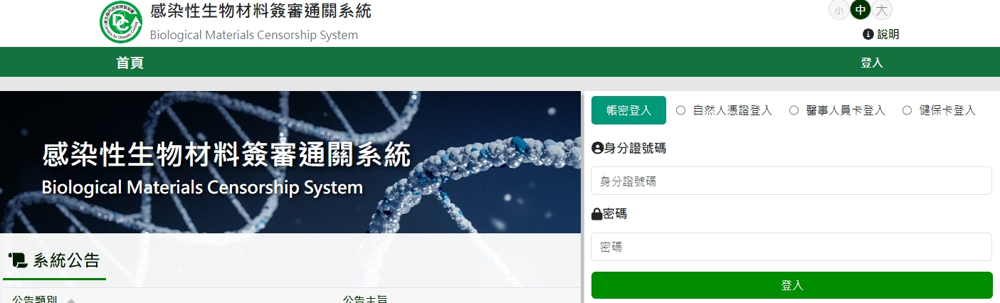 感染性生物材料簽審通關系統
Biological Materials Censorship System
小 中 大
說明
首頁
登入
感染性生物材料簽審通關系統
Biological Materials Censorship System
系統公告
公告類別
公告主旨
帳密登入 自然人憑證登入 醫事人員卡登入 健保卡登入
身分證號碼
身分證號碼
密碼
密碼
登入